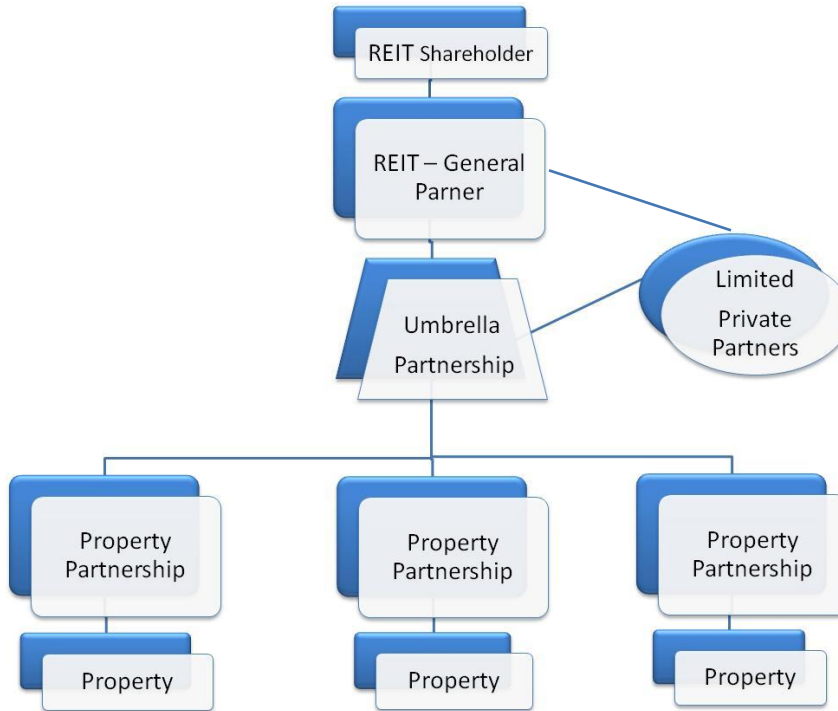 REIT Shareholder
REIT – General
Parner
Umbrella
Partnership
Limited
Private
Partners
Property
Partnership
Property
Partnership
Property
Partnership
Property
Property
Property